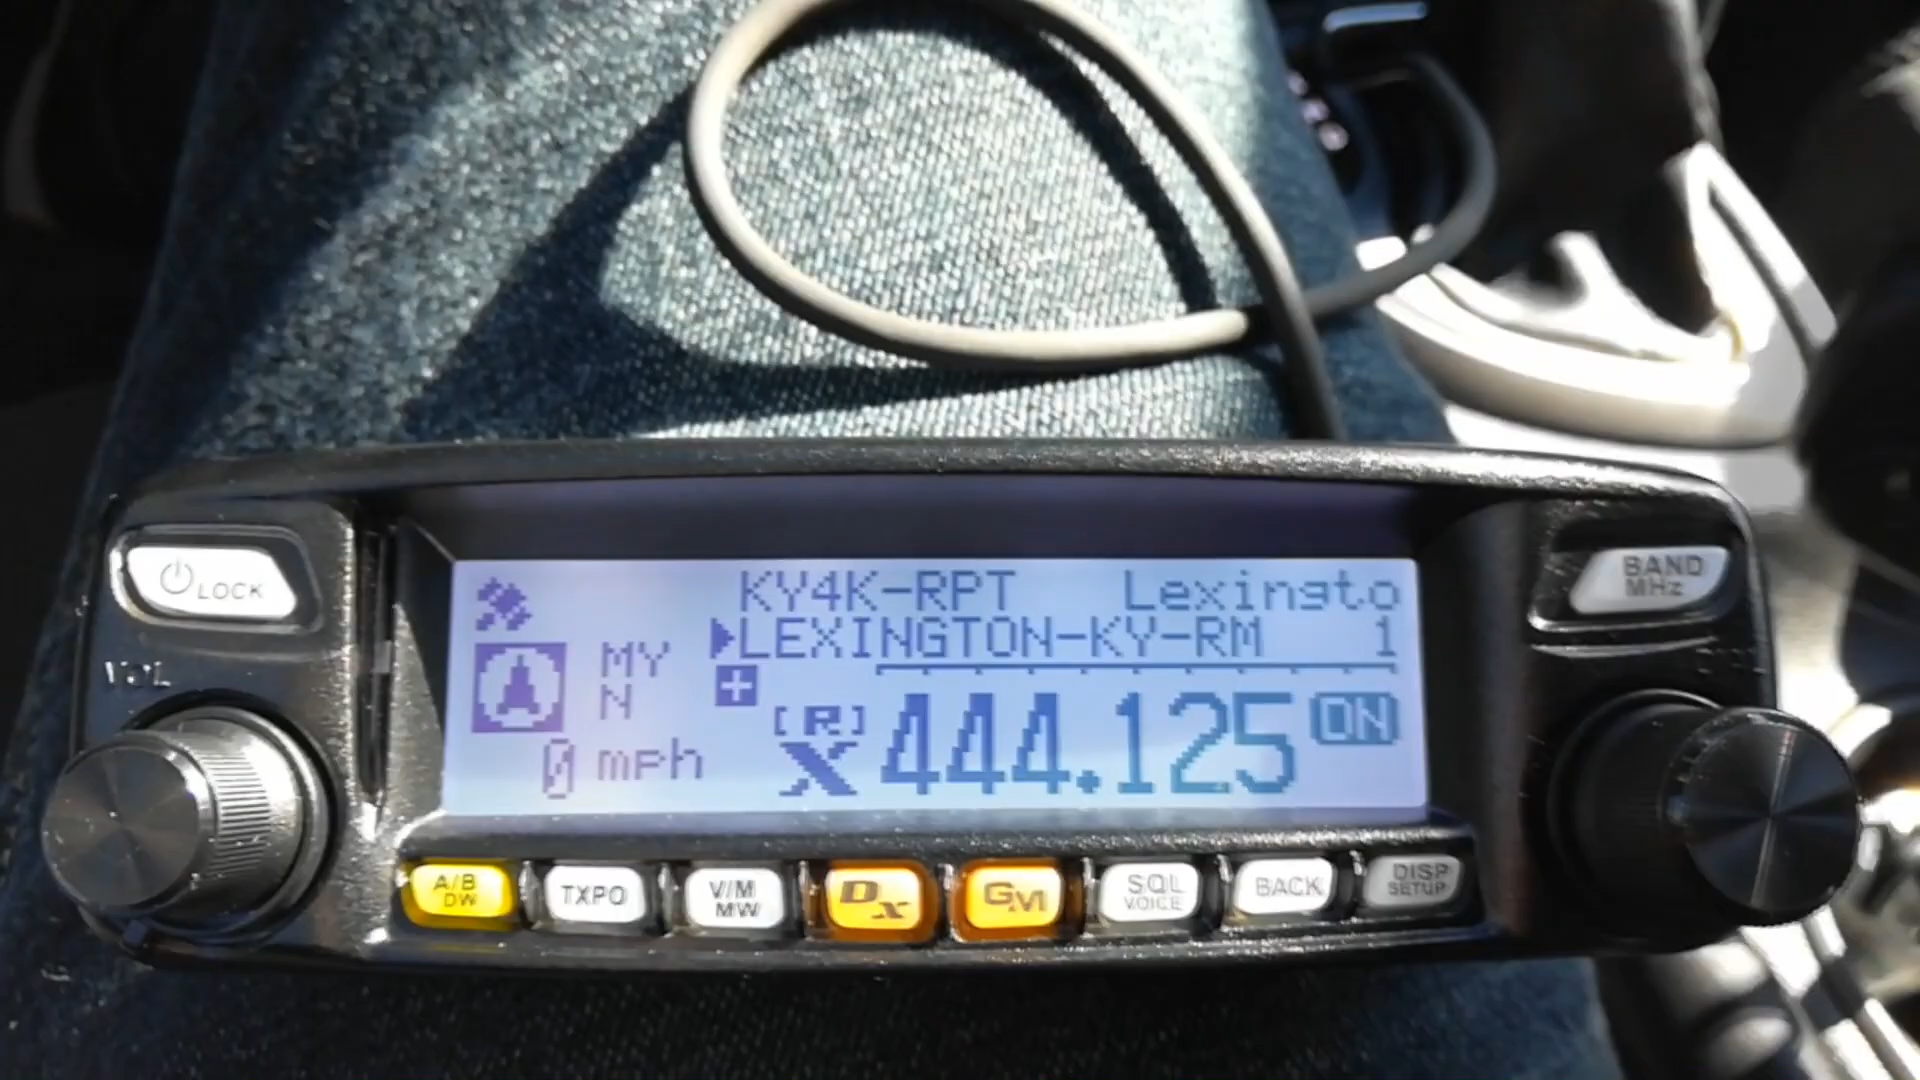 KY4K-RPT Lexingto
LEXINGTON-KY-RM 1
MY
N
[R]
0 mph
X 444.125 DN
LOCK
VOL
BAND
MHz
A/B
DW
TXPO
V/M
MW
DX
GM
SQL
VOICE
BACK
DISP
SETUP